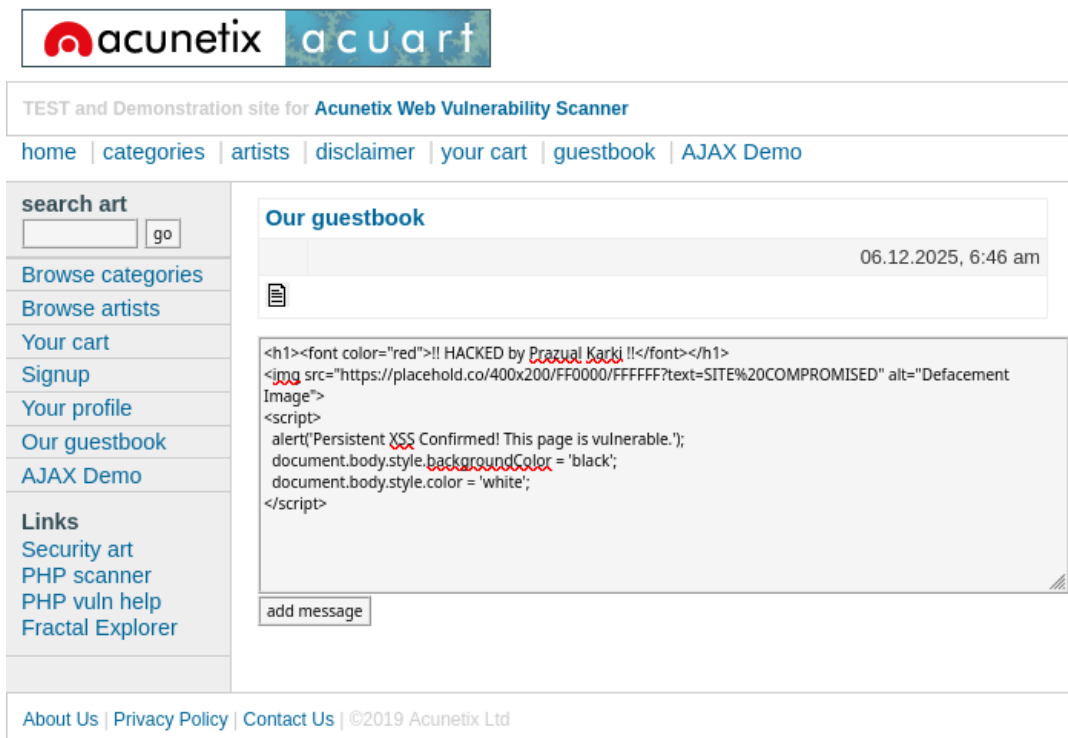 acunetix acuart
TEST and Demonstration site for Acunetix Web Vulnerability Scanner
home | categories | artists | disclaimer | your cart | guestbook | AJAX Demo
search art
go
Browse categories
Browse artists
Your cart
Signup
Your profile
Our guestbook
AJAX Demo
Links
Security art
PHP scanner
PHP vuln help
Fractal Explorer
Our guestbook
06.12.2025, 6:46 am
<h1><font color="red">!! HACKED by Prazual Karki !!</font></h1>
<img src="https://placehold.co/400x200/FF0000/FFFFFF?text=SITE%20COMPROMISED" alt="Defacement
Image">
<script>
alert('Persistent XSS Confirmed! This page is vulnerable.');
document.body.style.backgroundColor = 'black';
document.body.style.color = 'white';
</script>
add message
About Us | Privacy Policy | Contact Us | ©2019 Acunetix Ltd